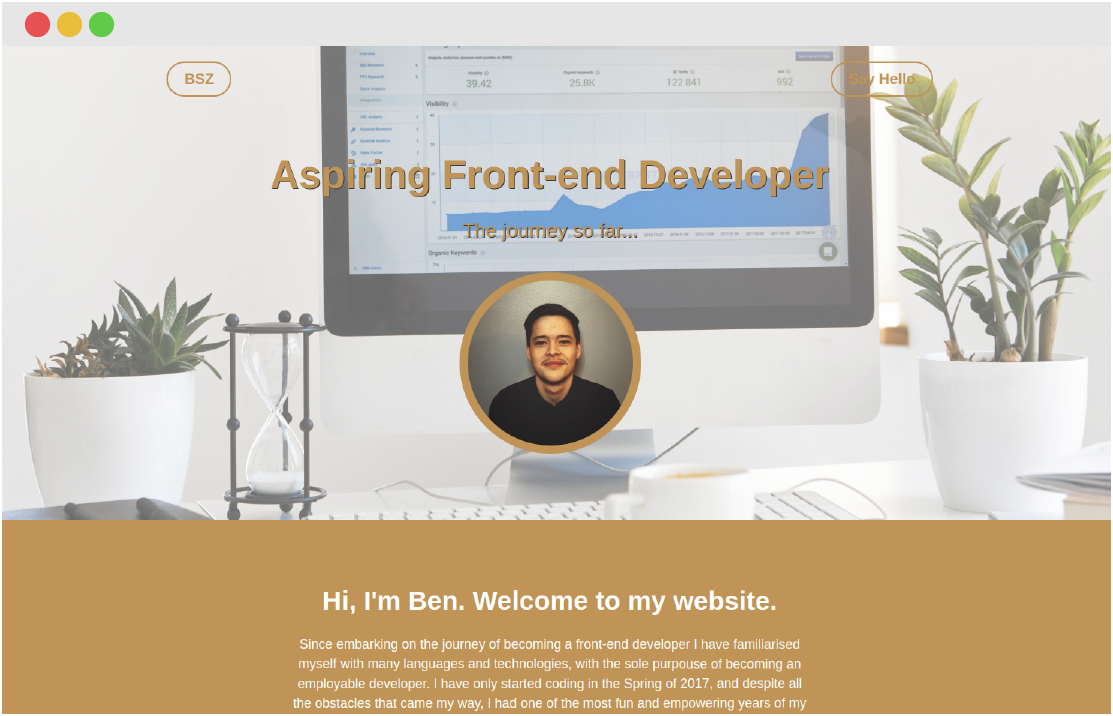 BSZ
Say Hello
Visibility
39.42
25.8K
122 841
992
Visibility
Aspiring Front-end Developer
The journey so far...
Organic Keywords
Hi, I'm Ben. Welcome to my website.
Since embarking on the journey of becoming a front-end developer I have familiarised
myself with many languages and technologies, with the sole purpouse of becoming an
employable developer. I have only started coding in the Spring of 2017, and despite all
the obstacles that came my way, I had one of the most fun and empowering years of my